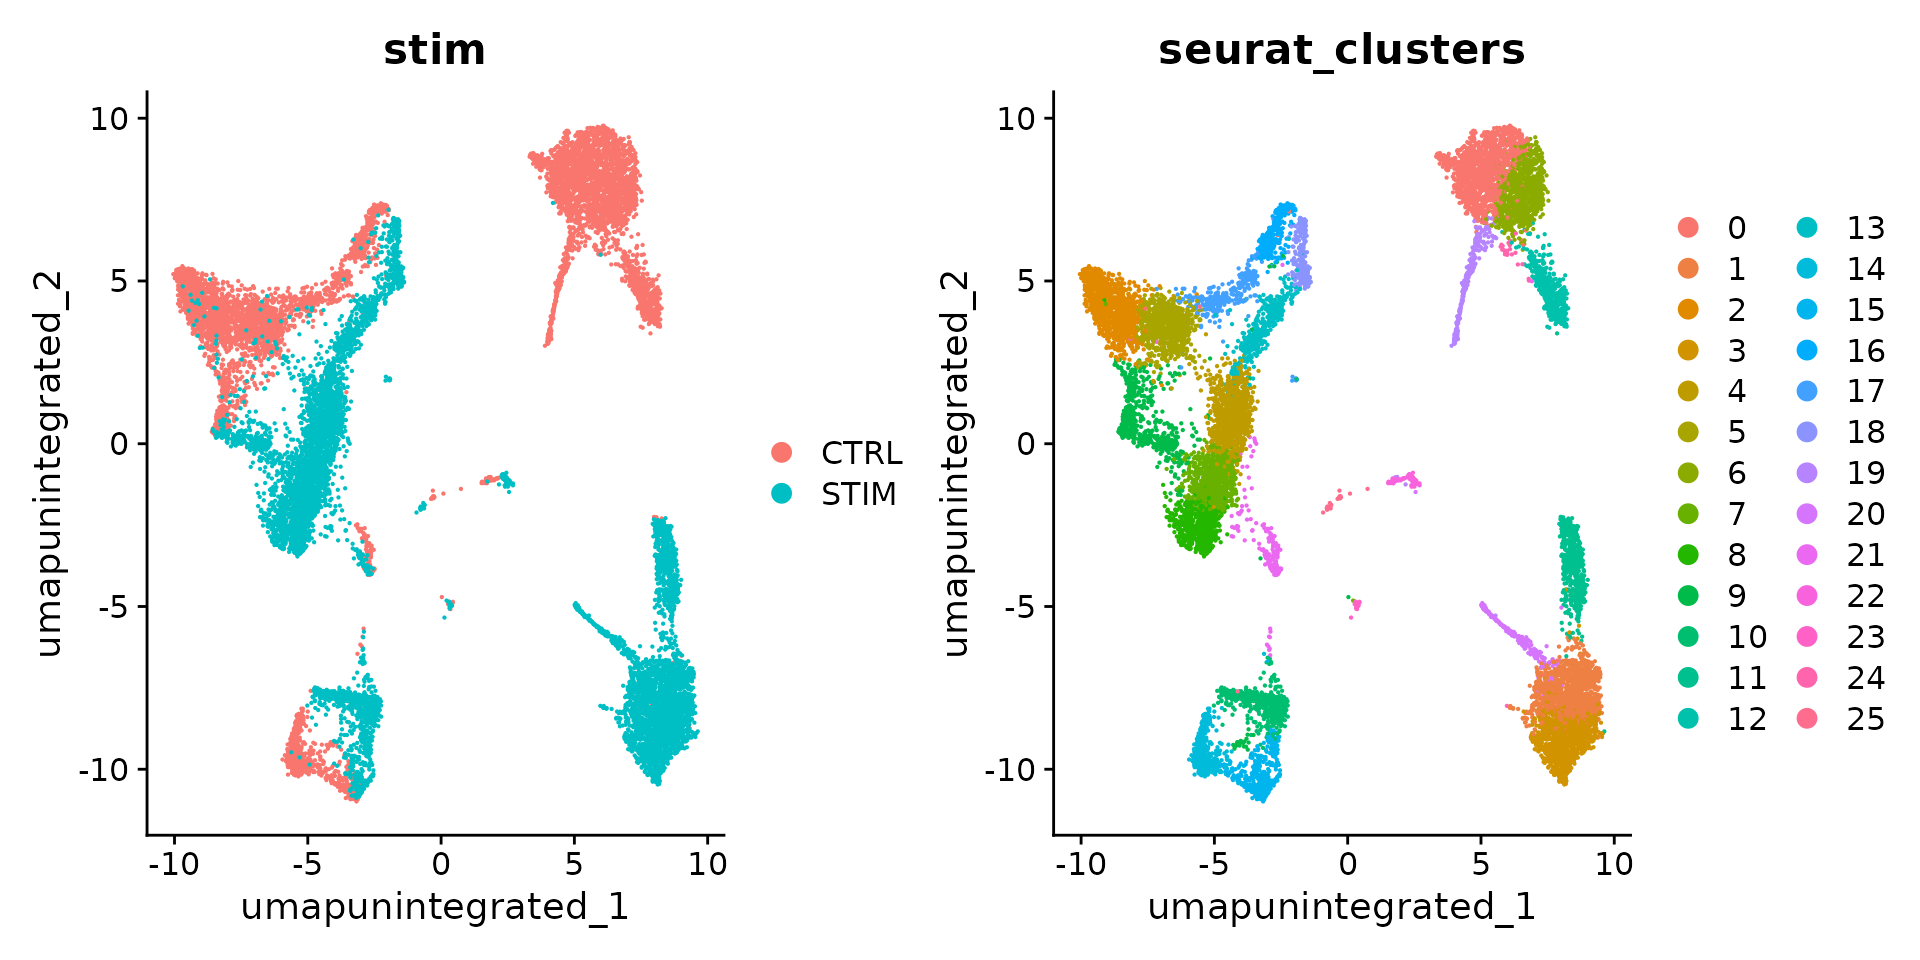 stim
10
5
0
-5
-10
umapunintegrated_2
-10 -5 0 5 10
umapunintegrated_1
CTRL
STIM
seurat_clusters
10
5
0
-5
-10
umapunintegrated_2
-10 -5 0 5 10
umapunintegrated_1
0 13
1 14
2 15
3 16
4 17
5 18
6 19
7 20
8 21
9 22
10 23
11 24
12 25